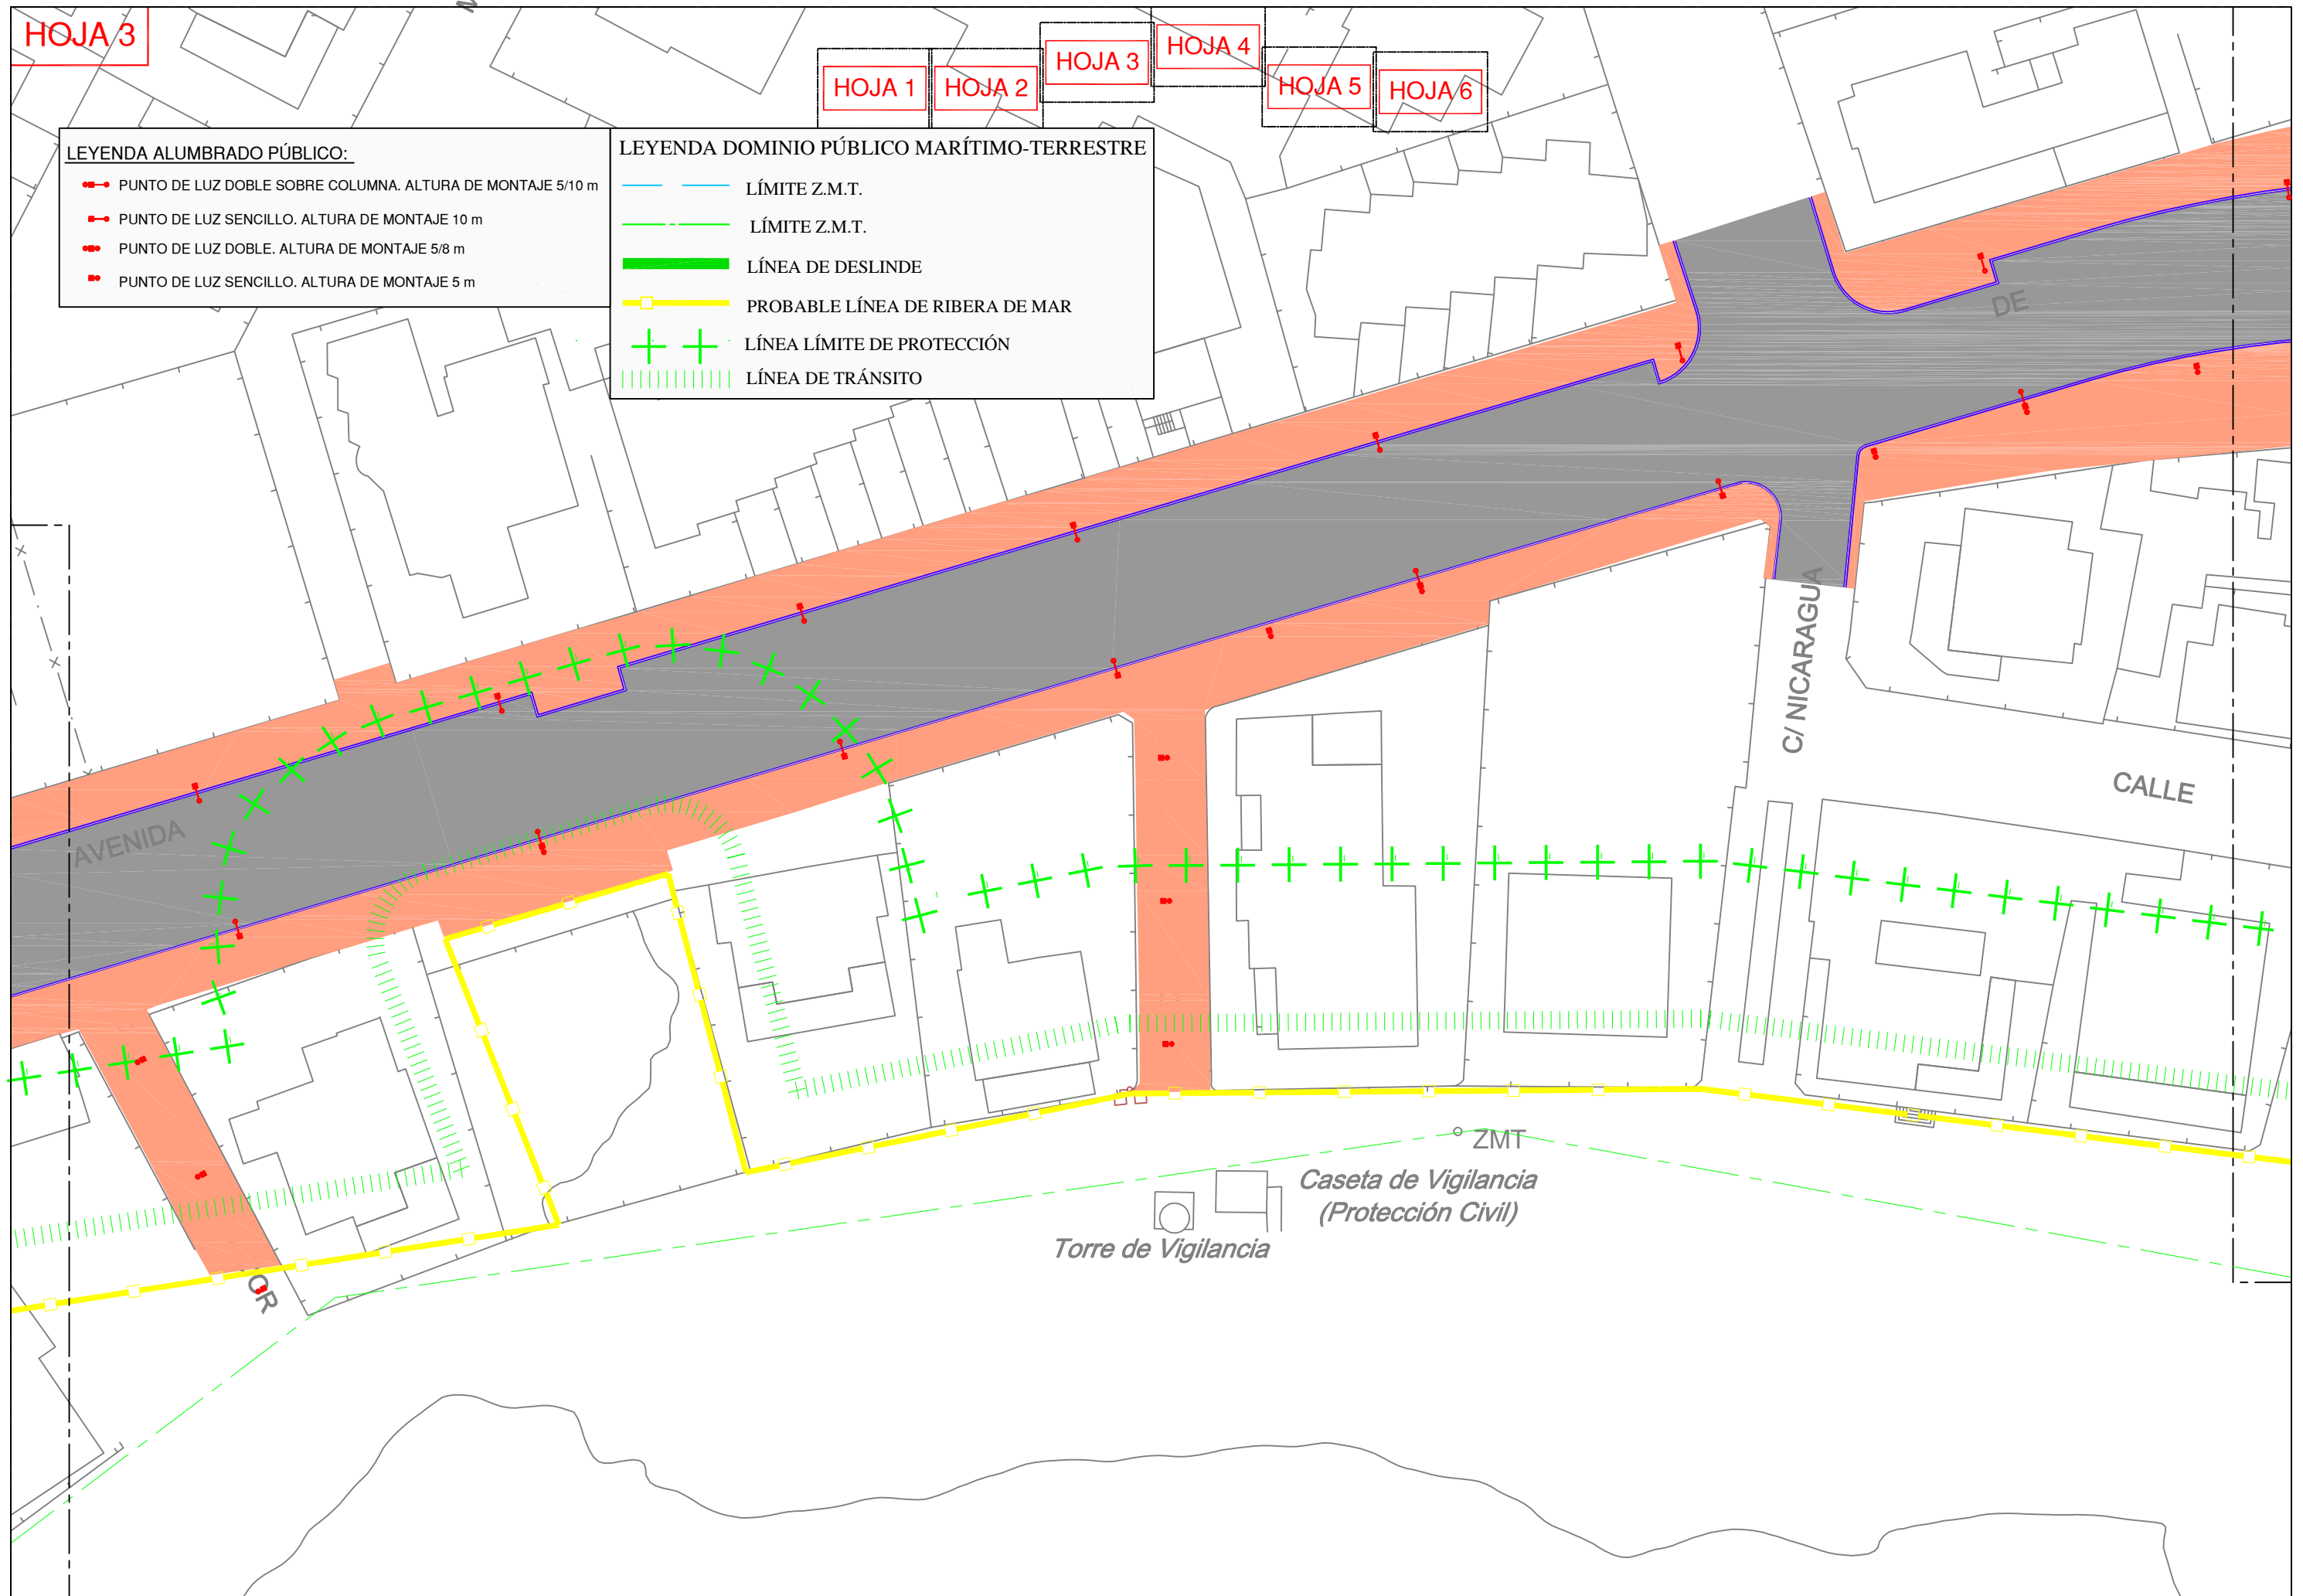 HOJA 3
HOJA 1
HOJA 2
HOJA 3
HOJA 4
HOJA 5
HOJA 6
LEYENDA ALUMBRADO PÚBLICO:
PUNTO DE LUZ DOBLE SOBRE COLUMNA. ALTURA DE MONTAJE 5/10 m
PUNTO DE LUZ SENCILLO. ALTURA DE MONTAJE 10 m
PUNTO DE LUZ DOBLE. ALTURA DE MONTAJE 5/8 m
PUNTO DE LUZ SENCILLO. ALTURA DE MONTAJE 5 m
LEYENDA DOMINIO PÚBLICO MARÍTIMO-TERRESTRE
LÍMITE Z.M.T.
LÍMITE Z.M.T.
LÍNEA DE DESLINDE
PROBABLE LÍNEA DE RIBERA DE MAR
LÍNEA LÍMITE DE PROTECCIÓN
LÍNEA DE TRÁNSITO
DE
C/ NICARAGUA
CALLE
AVENIDA
ZMT
Caseta de Vigilancia
(Protección Civil)
Torre de Vigilancia
OR